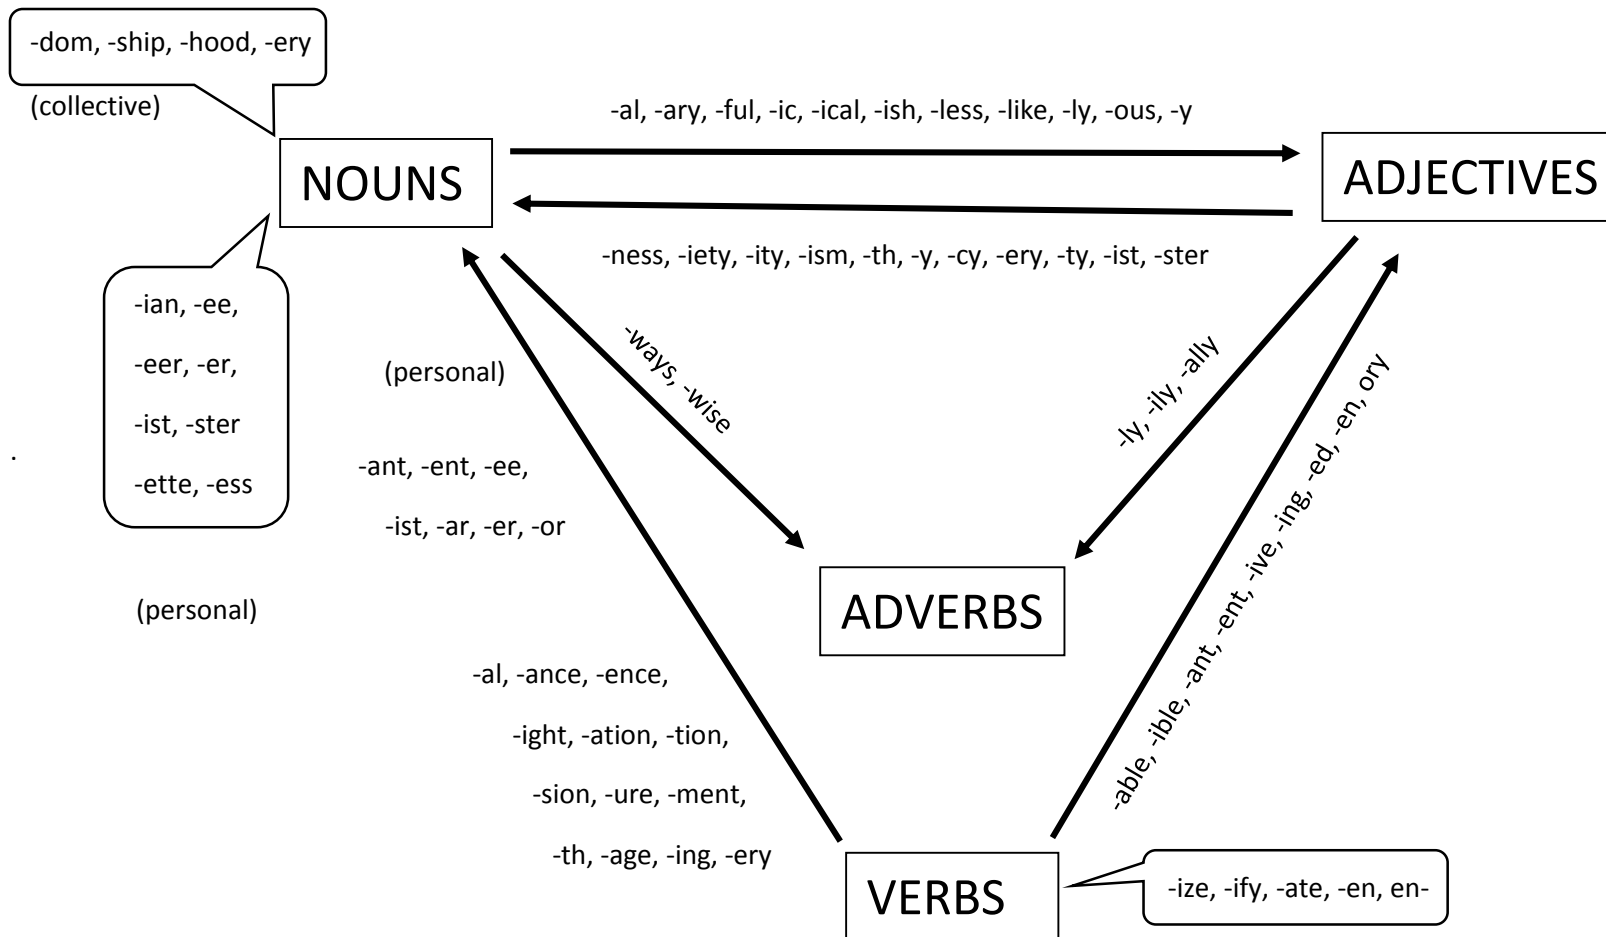 -dom, -ship, -hood, -ery
(collective)
-al, -ary, -ful, -ic, -ical, -ish, -less, -like, -ly, -ous, -y
NOUNS
ADJECTIVES
-ness, -iety, -ity, -ism, -th, -y, -cy, -ery, -ty, -ist, -ster
-ian, -ee,
-eer, -er,
-ist, -ster
-ette, -ess
(personal)
(personal)
-ant, -ent, -ee,
-ist, -ar, -er, -or
-ways, -wise
-ly, -ily, -ally
-able, -ible, -ant, -ent, -ive, -ing, -ed, -en, ory
.
ADVERBS
-al, -ance, -ence,
-ight, -ation, -tion,
-sion, -ure, -ment,
-th, -age, -ing, -ery
VERBS
-ize, -ify, -ate, -en, en-